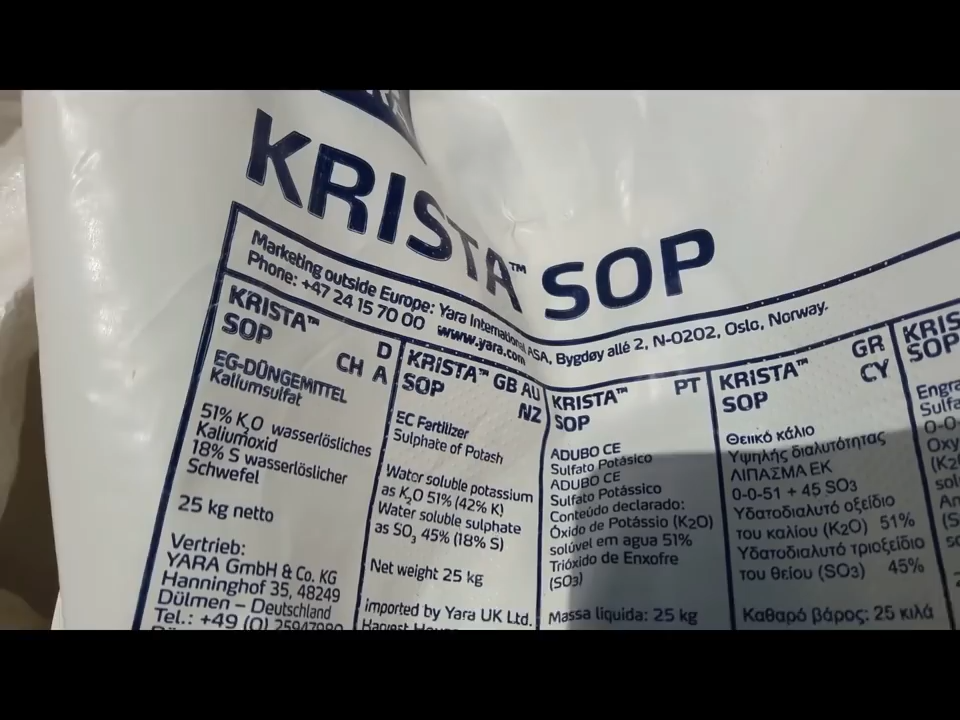 KRISTA™ SOP
Marketing outside Europe: Yara International ASA, Bygdøy allé 2, N-0202, Oslo, Norway.
Phone: +47 24 15 70 00 www.yara.com
KRISTA™ D
SOP CH A
EG-DÜNGEMITTEL
Kaliumsulfat
51% K₂O wasserlösliches
Kaliumoxid
18% S wasserlöslicher
Schwefel
25 kg netto
Vertrieb:
YARA GmbH & Co. KG
Hanninghof 35, 48249
Dülmen – Deutschland
Tel.: +49 (0)
KRISTA™ GB AU
SOP NZ
EC Fertilizer
Sulphate of Potash
Water soluble potassium
as K₂O 51% (42% K)
Water soluble sulphate
as SO₃ 45% (18% S)
Net weight 25 kg
imported by Yara UK Ltd.
KRISTA™ PT
SOP
ADUBO CE
Sulfato Potásico
ADUBO CE
Sulfato Potássico
Conteúdo declarado:
Óxido de Potássio (K2O)
solúvel em agua 51%
Trióxido de Enxofre
(SO3)
Massa líquida: 25 kg
KRISTA™ GR
SOP CY
Θειικό κάλιο
Υψηλής διαλυτότητας
ΛΙΠΑΣΜΑ ΕΚ
0-0-51 + 45 SO3
Υδατοδιαλυτό οξείδιο
του καλίου (K2O) 51%
Υδατοδιαλυτό τριοξείδιο
του θείου (SO3) 45%
Καθαρό βάρος: 25 κιλά
SOP